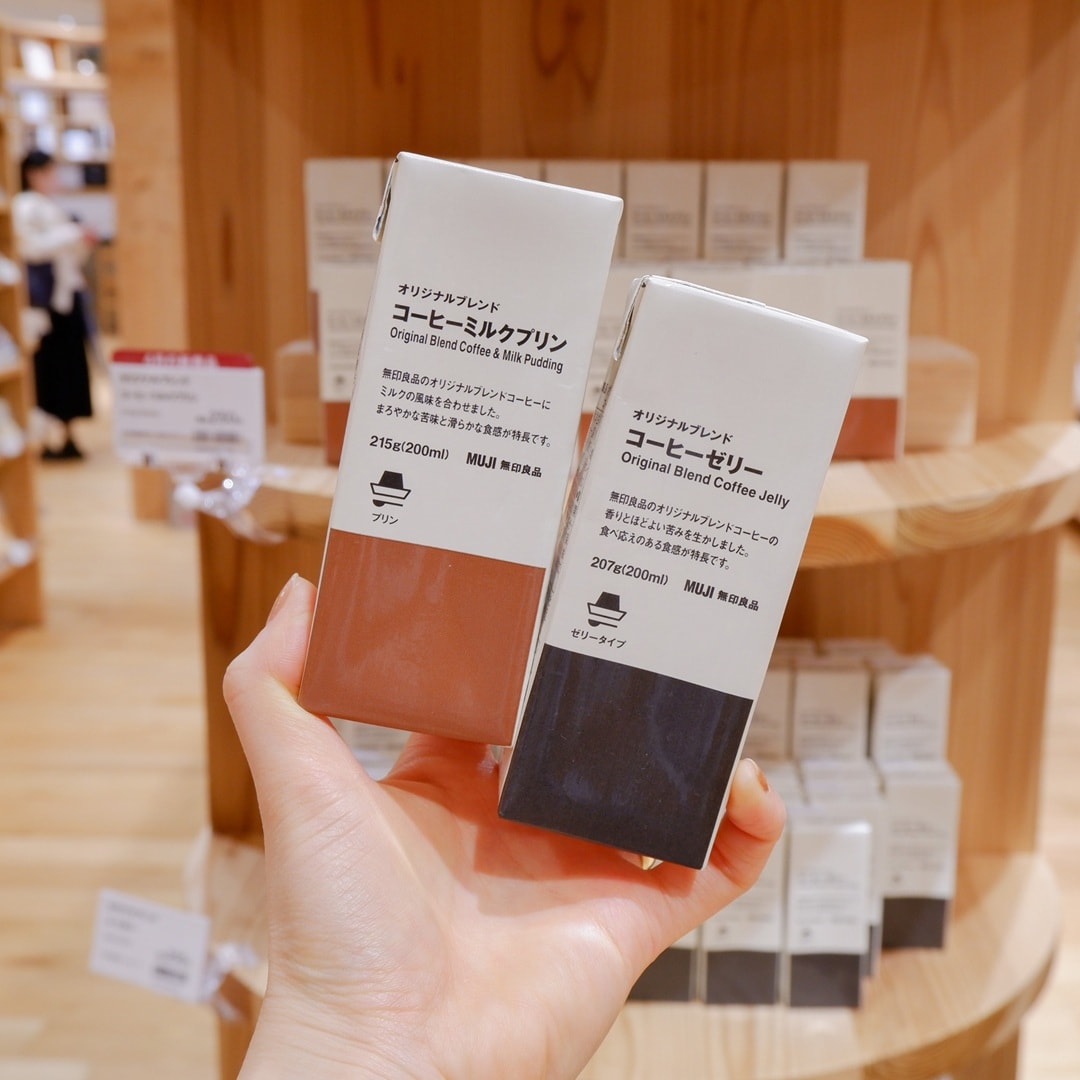 オリジナルブレンド
コーヒーミルクプリン
Original Blend Coffee & Milk Pudding
無印良品のオリジナルブレンドコーヒーに
ミルクの風味を合わせました。
まろやかな苦味と滑らかな食感が特長です。
215g(200ml) MUJI 無印良品
プリン
オリジナルブレンド
コーヒーゼリー
Original Blend Coffee Jelly
無印良品のオリジナルブレンドコーヒーの
香りとほどよい苦みを生かしました。
食べ応えのある食感が特長です。
207g(200ml) MUJI 無印良品
ゼリータイプ